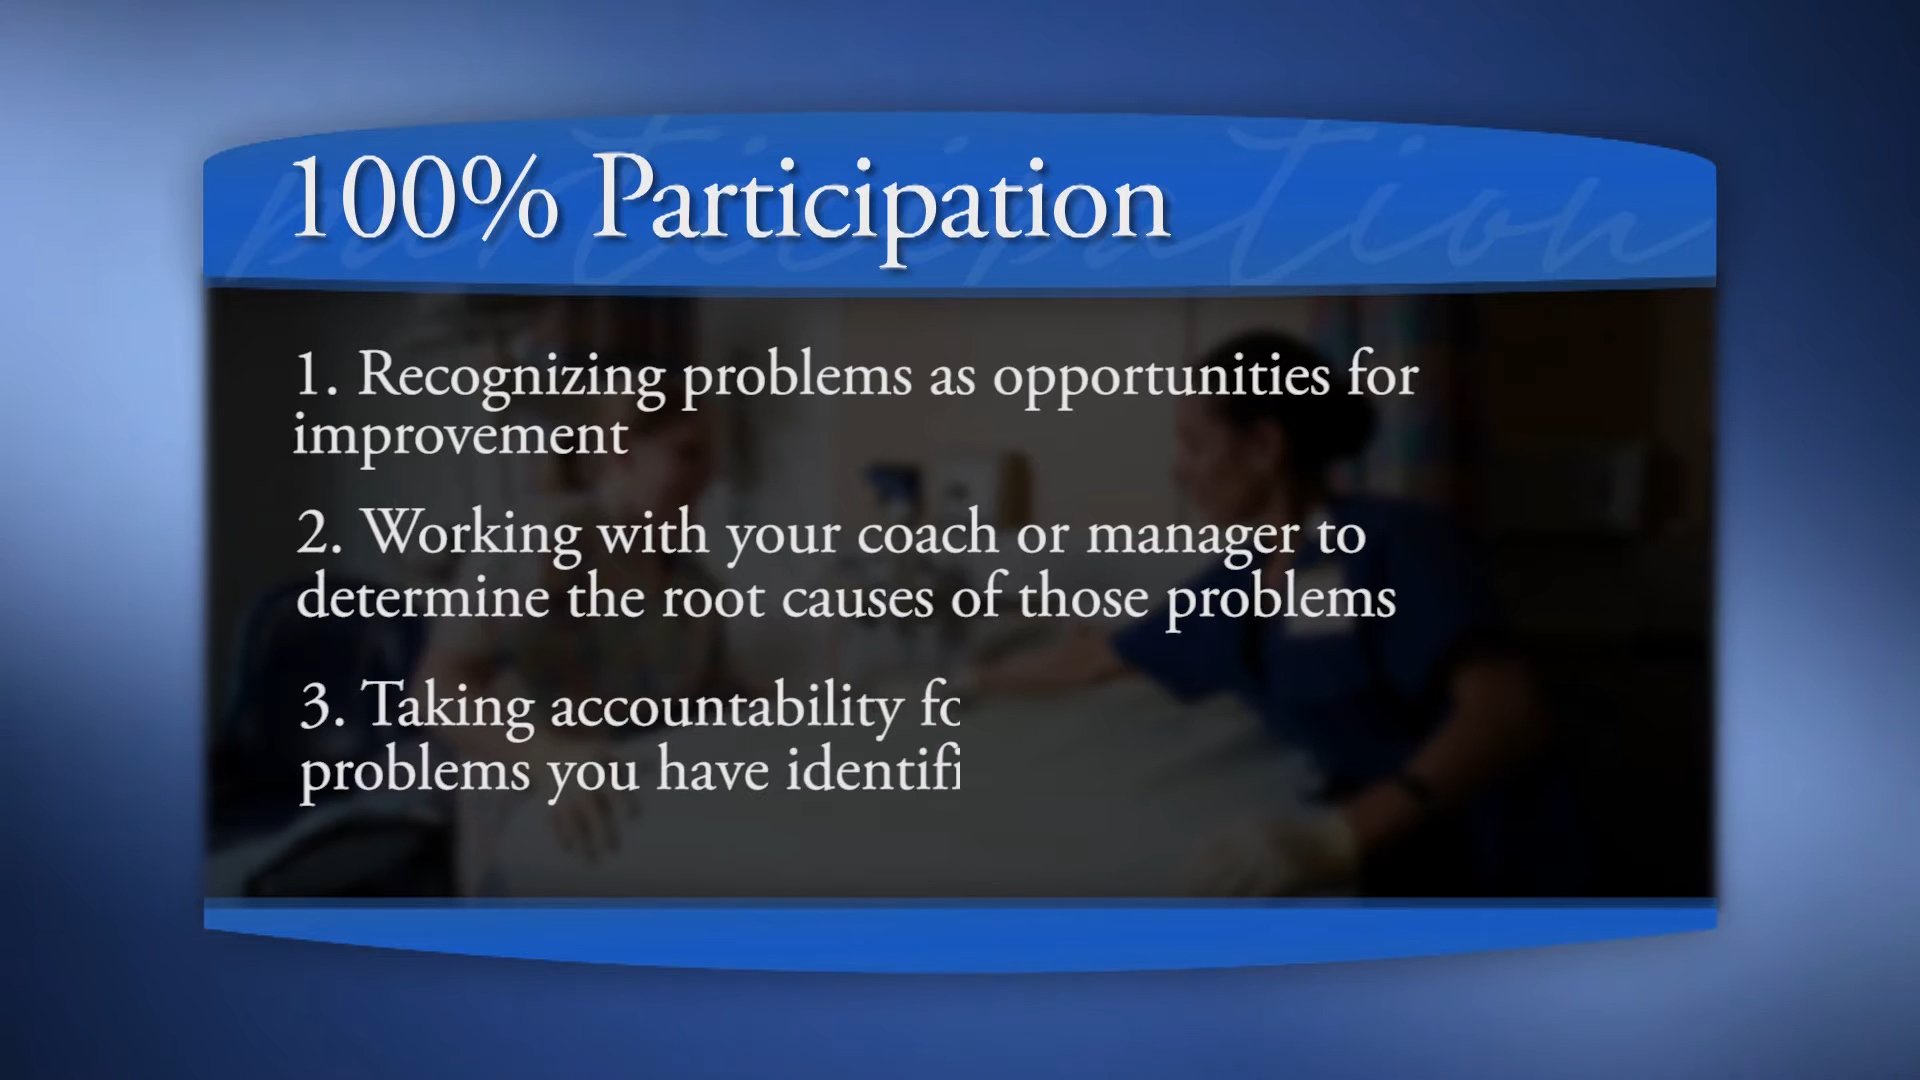 100% Participation
participation
1. Recognizing problems as opportunities for
improvement
2. Working with your coach or manager to
determine the root causes of those problems
3. Taking accountability
problems you have